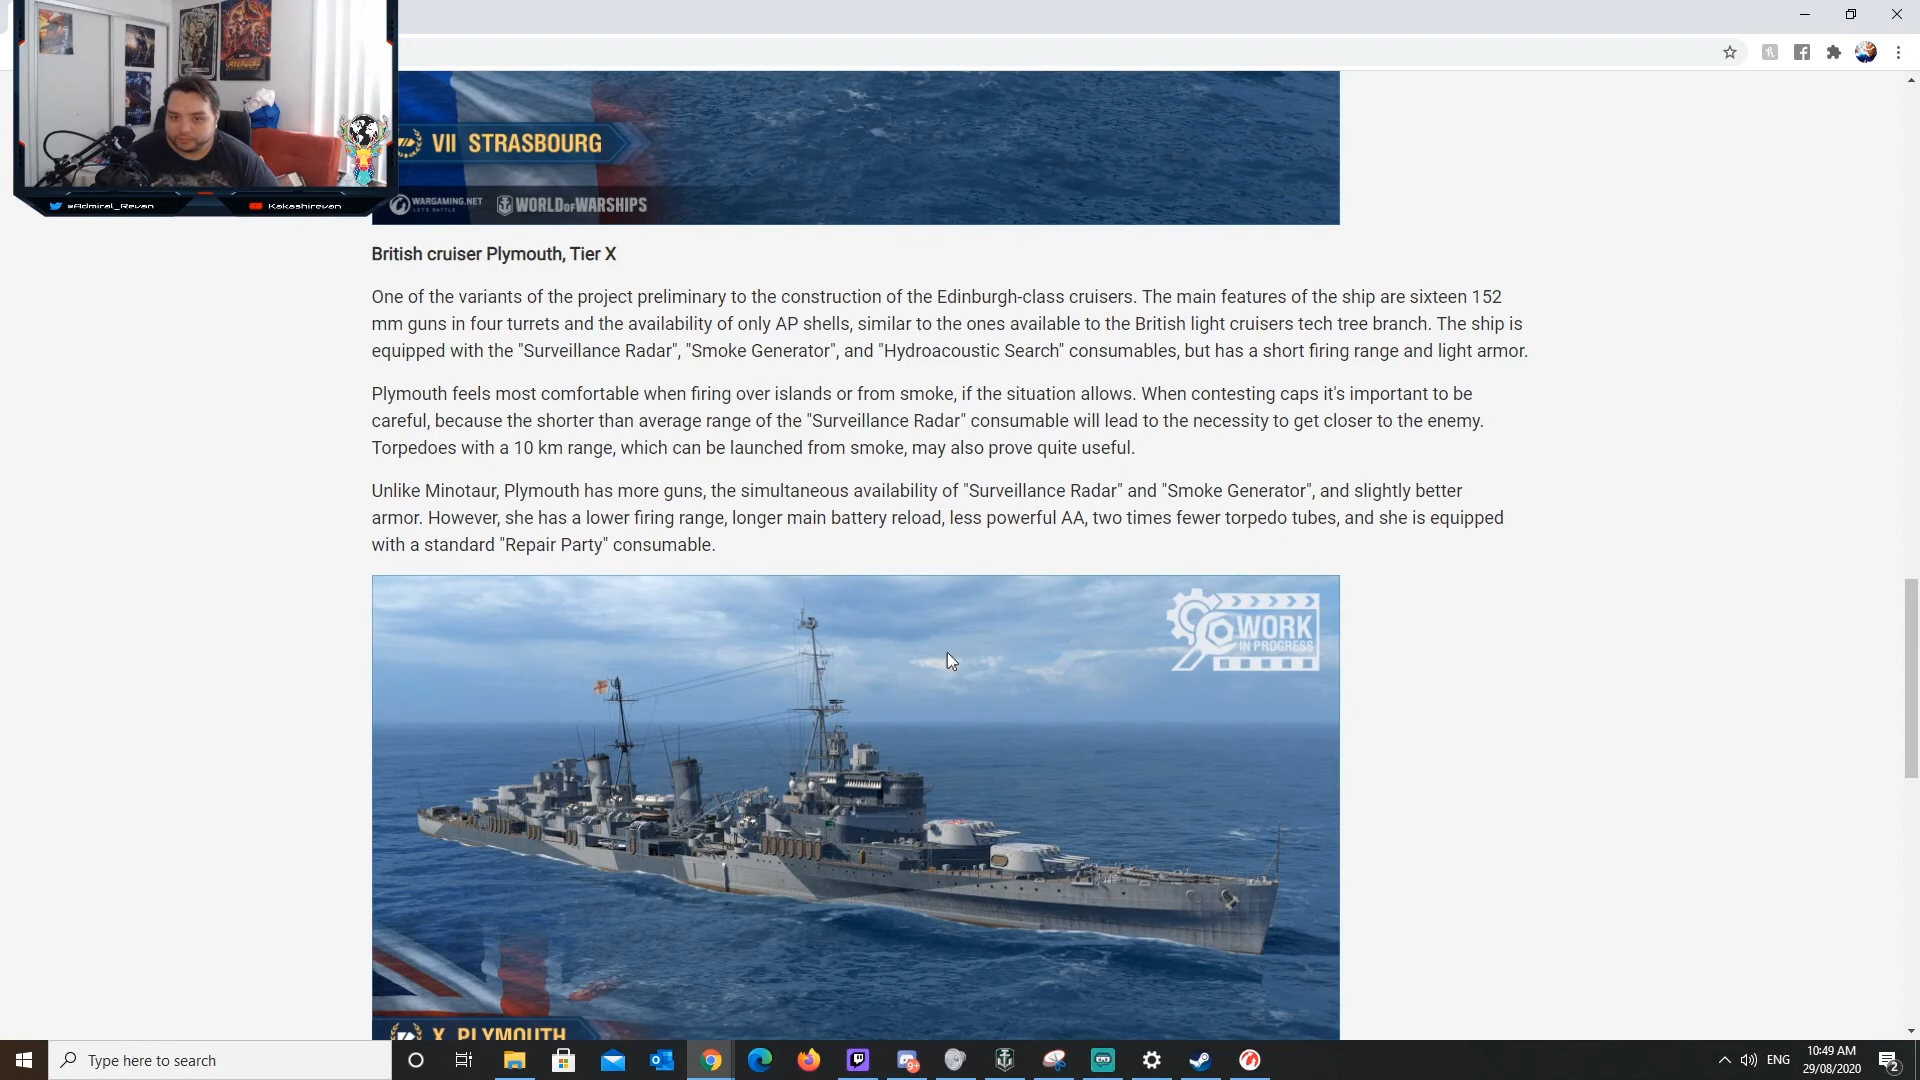 @Admiral_Revan
Kakashirevan
VII STRASBOURG
WARGAMING.NET
LET'S BATTLE
WORLD OF WARSHIPS
British cruiser Plymouth, Tier X
One of the variants of the project preliminary to the construction of the Edinburgh-class cruisers. The main features of the ship are sixteen 152
mm guns in four turrets and the availability of only AP shells, similar to the ones available to the British light cruisers tech tree branch. The ship is
equipped with the "Surveillance Radar", "Smoke Generator", and "Hydroacoustic Search" consumables, but has a short firing range and light armor.
Plymouth feels most comfortable when firing over islands or from smoke, if the situation allows. When contesting caps it's important to be
careful, because the shorter than average range of the "Surveillance Radar" consumable will lead to the necessity to get closer to the enemy.
Torpedoes with a 10 km range, which can be launched from smoke, may also prove quite useful.
Unlike Minotaur, Plymouth has more guns, the simultaneous availability of "Surveillance Radar" and "Smoke Generator", and slightly better
armor. However, she has a lower firing range, longer main battery reload, less powerful AA, two times fewer torpedo tubes, and she is equipped
with a standard "Repair Party" consumable.
WORK
IN PROGRESS
X PLYMOUTH
Type here to search
9+
ENG
10:49 AM
29/08/2020
2